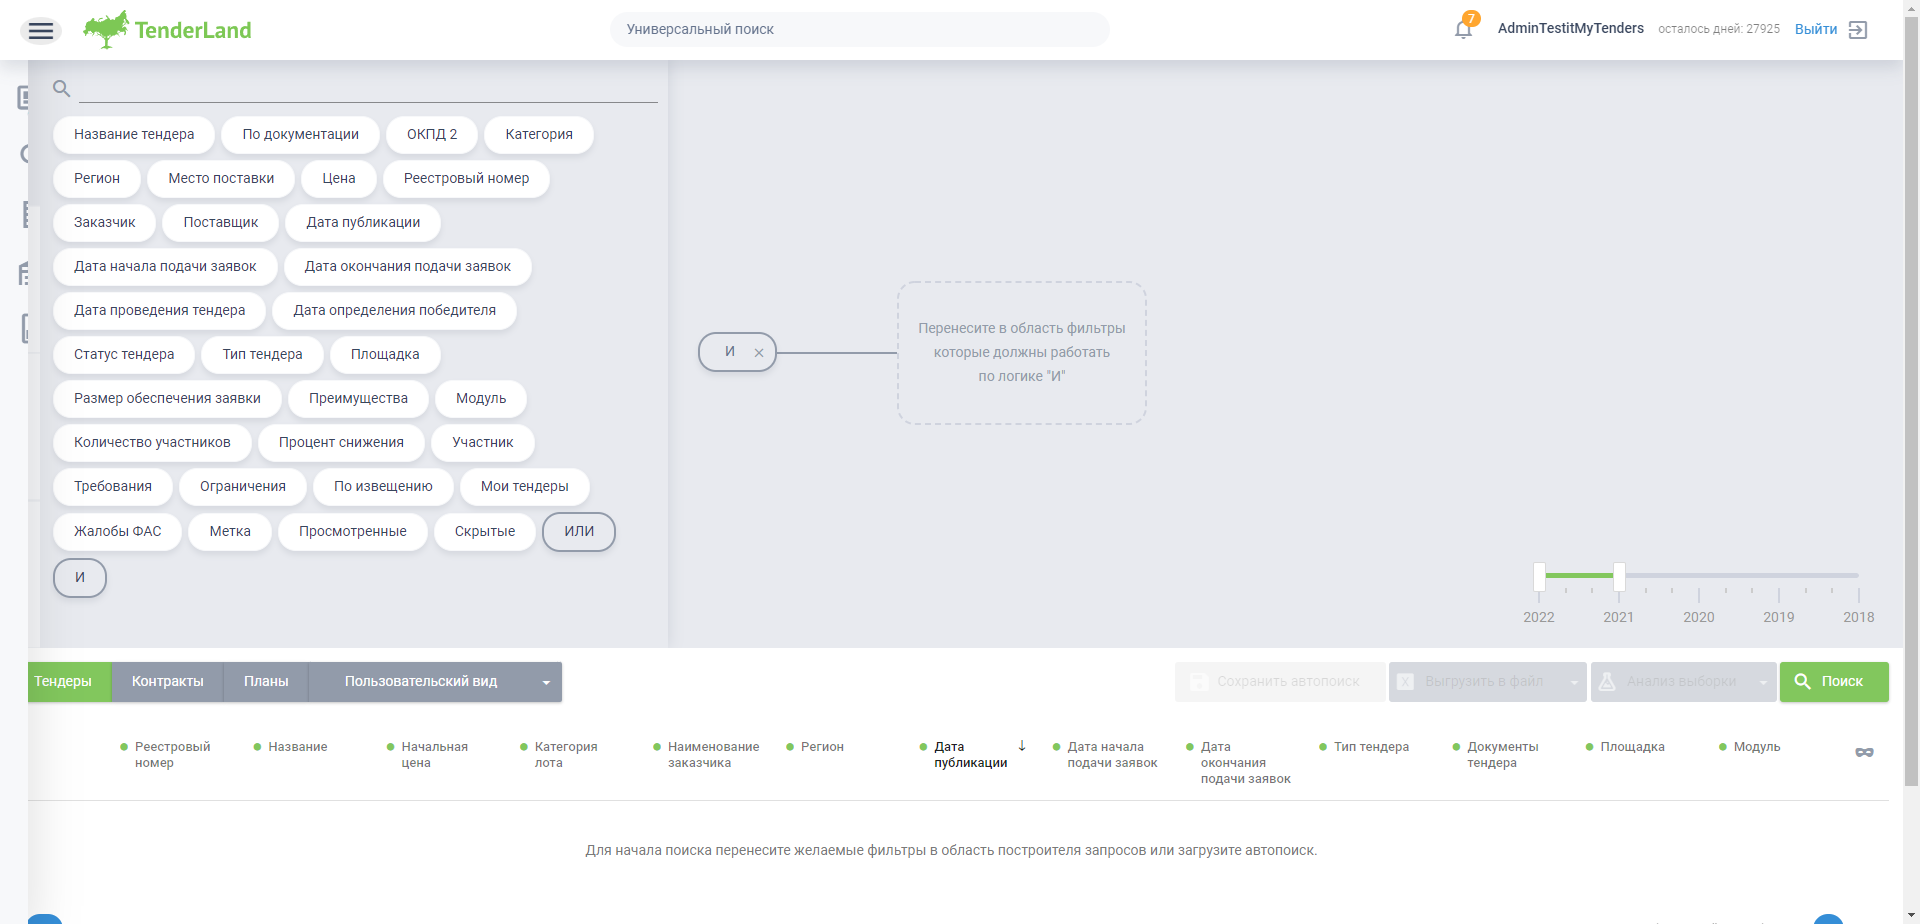 TenderLand
Универсальный поиск
7
AdminTestitMyTenders
осталось дней: 27925
Выйти
Название тендера
По документации
ОКПД 2
Категория
Регион
Место поставки
Цена
Реестровый номер
Заказчик
Поставщик
Дата публикации
Дата начала подачи заявок
Дата окончания подачи заявок
Дата проведения тендера
Дата определения победителя
Статус тендера
Тип тендера
Площадка
Размер обеспечения заявки
Преимущества
Модуль
Количество участников
Процент снижения
Участник
Требования
Ограничения
По извещению
Мои тендеры
Жалобы ФАС
Метка
Просмотренные
Скрытые
ИЛИ
И
И
Перенесите в область фильтры
которые должны работать
по логике "И"
2022
2021
2020
2019
2018
Тендеры
Контракты
Планы
Пользовательский вид
Сохранить автопоиск
Выгрузить в файл
Анализ выборки
Поиск
Реестровый
номер
Название
Начальная
цена
Категория
лота
Наименование
заказчика
Регион
Дата
публикации
Дата начала
подачи заявок
Дата
окончания
подачи заявок
Тип тендера
Документы
тендера
Площадка
Модуль
Для начала поиска перенесите желаемые фильтры в область построителя запросов или загрузите автопоиск.